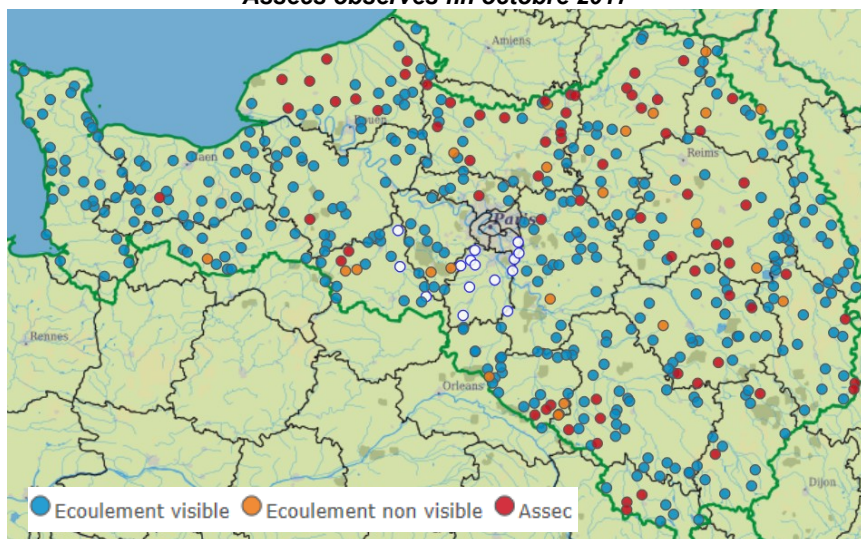 Assecs observés fin octobre 2017
Amiens
Rouen
Caen
Reims
Paris
Rennes
Orleans
Dijon
Ecoulement visible
Ecoulement non visible
Assec